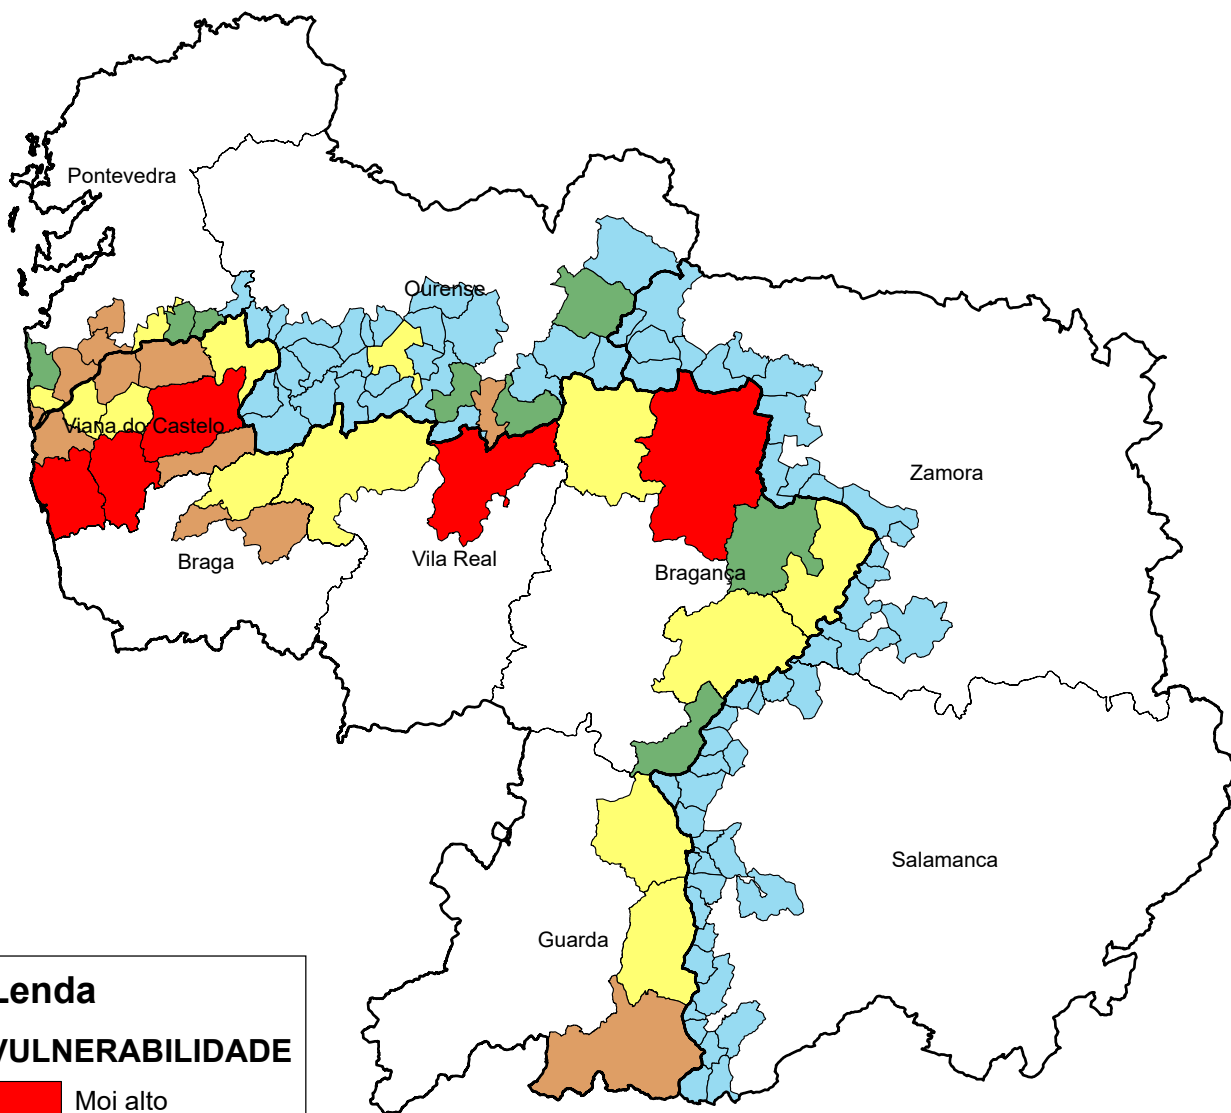 Pontevedra
Ourense
Viana do Castelo
Zamora
Braga
Vila Real
Bragança
Salamanca
Guarda
Lenda
VULNERABILIDADE
Moi alto